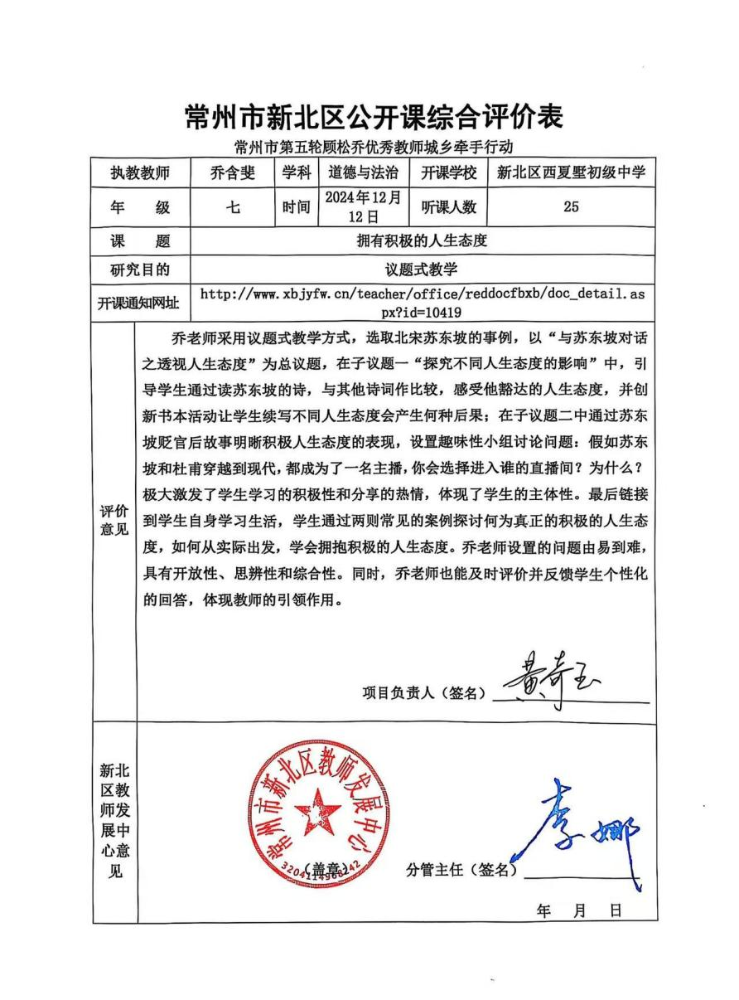 常州市新北区公开课综合评价表
常州市第五轮顾松乔优秀教师城乡牵手行动
执教教师 乔含斐 学科 道德与法治 开课学校 新北区西夏墅初级中学
年 级 七 时间 2024年12月12日 听课人数 25
课 题 拥有积极的人生态度
研究目的 议题式教学
开课通知网址 http://www.xbjyfw.cn/teacher/office/reddocfbxb/doc_detail.aspx?id=10419
评价意见
乔老师采用议题式教学方式，选取北宋苏东坡的事例，以“与苏东坡对话
之透视人生态度”为总议题，在子议题一“探究不同人生态度的影响”中，引
导学生通过读苏东坡的诗，与其他诗词作比较，感受他豁达的人生态度，并创
新书本活动让学生续写不同人生态度会产生何种后果；在子议题二中通过苏东
坡贬官后故事明晰积极人生态度的表现，设置趣味性小组讨论问题：假如苏东
坡和杜甫穿越到现代，都成为了一名主播，你会选择进入谁的直播间？为什么？
极大激发了学生学习的积极性和分享的热情，体现了学生的主体性。最后链接
到学生自身学习生活，学生通过两则常见的案例探讨何为真正的积极的人生态
度，如何从实际出发，学会拥抱积极的人生态度。乔老师设置的问题由易到难，
具有开放性、思辨性和综合性。同时，乔老师也能及时评价并反馈学生个性化
的回答，体现教师的引领作用。
项目负责人（签名） 黄奇玉
新北区教师发展中心意见
常州市新北区教师发展中心
（盖章）
分管主任（签名） 李娜
年 月 日